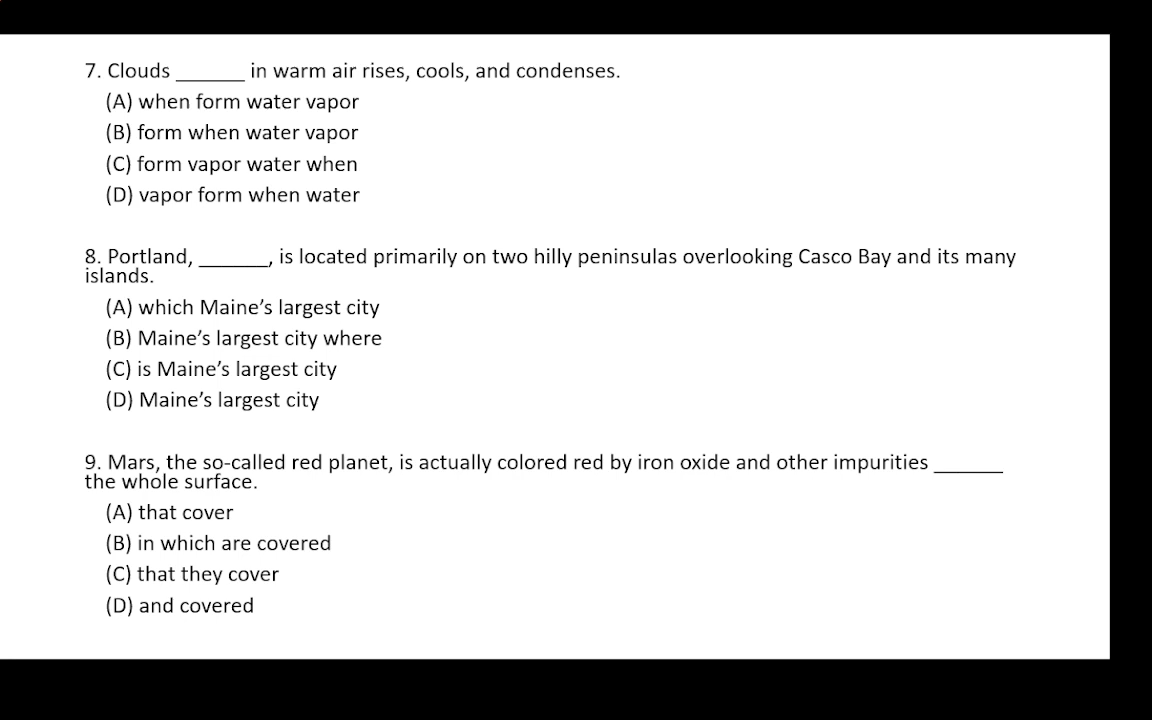 7. Clouds ______ in warm air rises, cools, and condenses.
(A) when form water vapor
(B) form when water vapor
(C) form vapor water when
(D) vapor form when water
8. Portland, ______, is located primarily on two hilly peninsulas overlooking Casco Bay and its many
islands.
(A) which Maine’s largest city
(B) Maine’s largest city where
(C) is Maine’s largest city
(D) Maine’s largest city
9. Mars, the so-called red planet, is actually colored red by iron oxide and other impurities ______
the whole surface.
(A) that cover
(B) in which are covered
(C) that they cover
(D) and covered